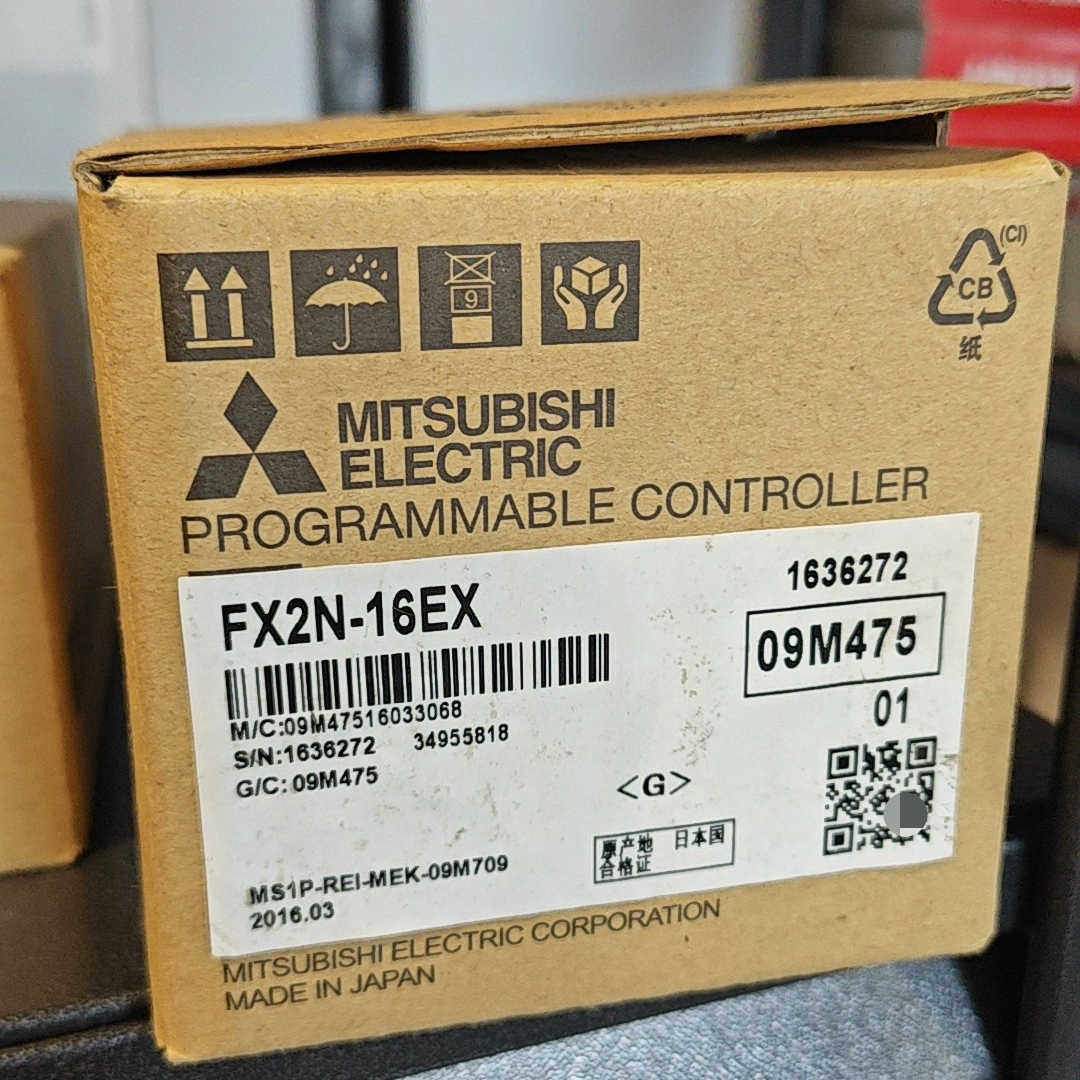 (CI)
CB
纸
9
MITSUBISHI
ELECTRIC
PROGRAMMABLE CONTROLLER
FX2N-16EX
1636272
09M475
01
M/C:09M47516033068
S/N:1636272 34955818
G/C:09M475
<G>
原产地 日本国
合格证
MS1P-REI-MEK-09M709
2016.03
MITSUBISHI ELECTRIC CORPORATION
MADE IN JAPAN